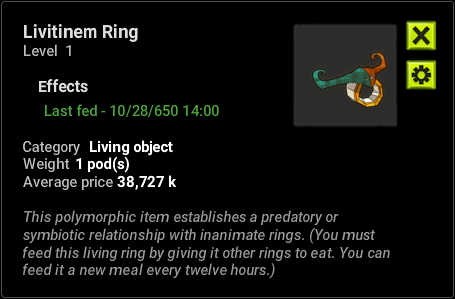 Livitinem Ring
Level 1
Effects
Last fed - 10/28/650 14:00
Category Living object
Weight 1 pod(s)
Average price 38,727 k
This polymorphic item establishes a predatory or
symbiotic relationship with inanimate rings. (You must
feed this living ring by giving it other rings to eat. You can
feed it a new meal every twelve hours.)